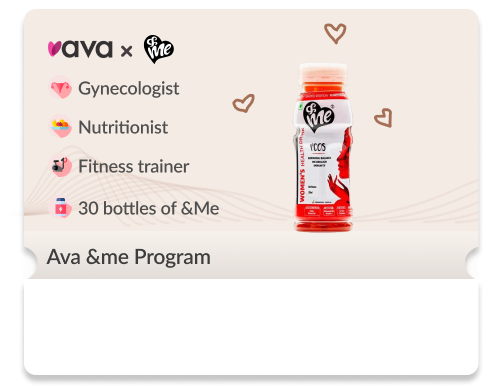 ava x &Me
Gynecologist
Nutritionist
Fitness trainer
30 bottles of &Me
Ava &me Program
&Me
PCOS
WOMEN'S HEALTH DRINK